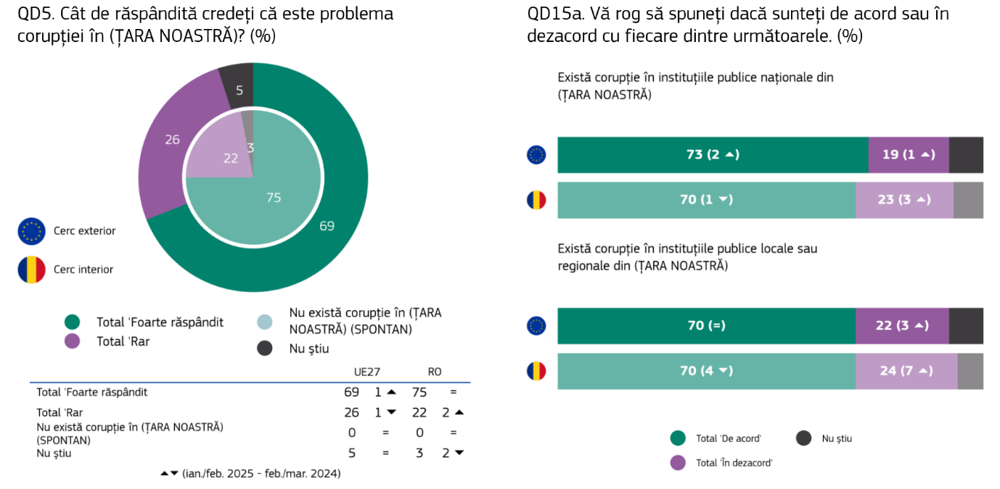 QD5. Cât de răspândită credeți că este problema
corupției în (ȚARA NOASTRĂ)? (%)
5
26
3
22
75
69
Cerc exterior
Cerc interior
Total 'Foarte răspândit
Total 'Rar
Nu există corupție în (ȚARA
NOASTRĂ) (SPONTAN)
Nu ştiu
UE27 RO
Total 'Foarte răspândit 69 1 ▲ 75 =
Total 'Rar 26 1 ▼ 22 2 ▲
Nu există corupție în (ȚARA NOASTRĂ)
(SPONTAN) 0 = 0 =
Nu ştiu 5 = 3 2 ▼
▲▼ (ian./feb. 2025 - feb./mar. 2024)
QD15a. Vă rog să spuneți dacă sunteți de acord sau în
dezacord cu fiecare dintre următoarele. (%)
Există corupție în instituțiile publice naționale din
(ȚARA NOASTRĂ)
73 (2 ▲) 19 (1 ▲)
70 (1 ▼) 23 (3 ▲)
Există corupție în instituțiile publice locale sau
regionale din (ȚARA NOASTRĂ)
70 (=) 22 (3 ▲)
70 (4 ▼) 24 (7 ▲)
Total 'De acord' Nu ştiu
Total 'În dezacord'